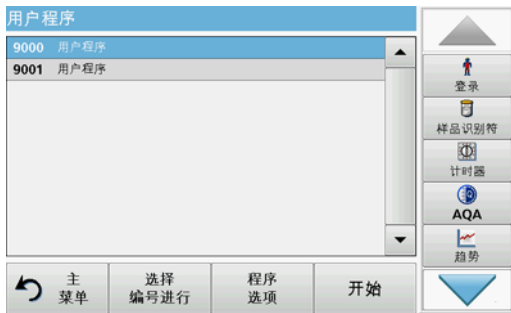 用户程序
9000 用户程序
9001 用户程序
登录
样品识别符
计时器
AQA
趋势
主
菜单
选择
编号进行
程序
选项
开始